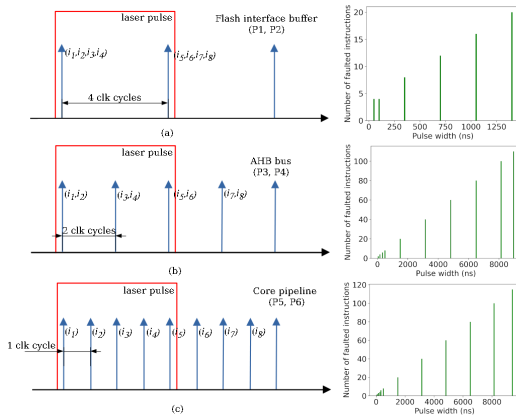 laser pulse
Flash interface buffer
(P1, P2)
(i1,i2,i3,i4)
(i5,i6,i7,i8)
4 clk cycles
(a)
Number of faulted instructions
20
15
10
5
0
0 250 500 750 1000 1250
Pulse width (ns)
laser pulse
AHB bus
(P3, P4)
(i1,i2)
(i3,i4)
(i5,i6)
(i7,i8)
2 clk cycles
(b)
Number of faulted instructions
100
80
60
40
20
0
0 2000 4000 6000 8000
Pulse width (ns)
laser pulse
Core pipeline
(P5, P6)
(i1)
(i2)
(i3)
(i4)
(i5)
(i6)
(i7)
(i8)
1 clk cycle
(c)
Number of faulted instructions
120
100
80
60
40
20
0
0 2000 4000 6000 8000
Pulse width (ns)